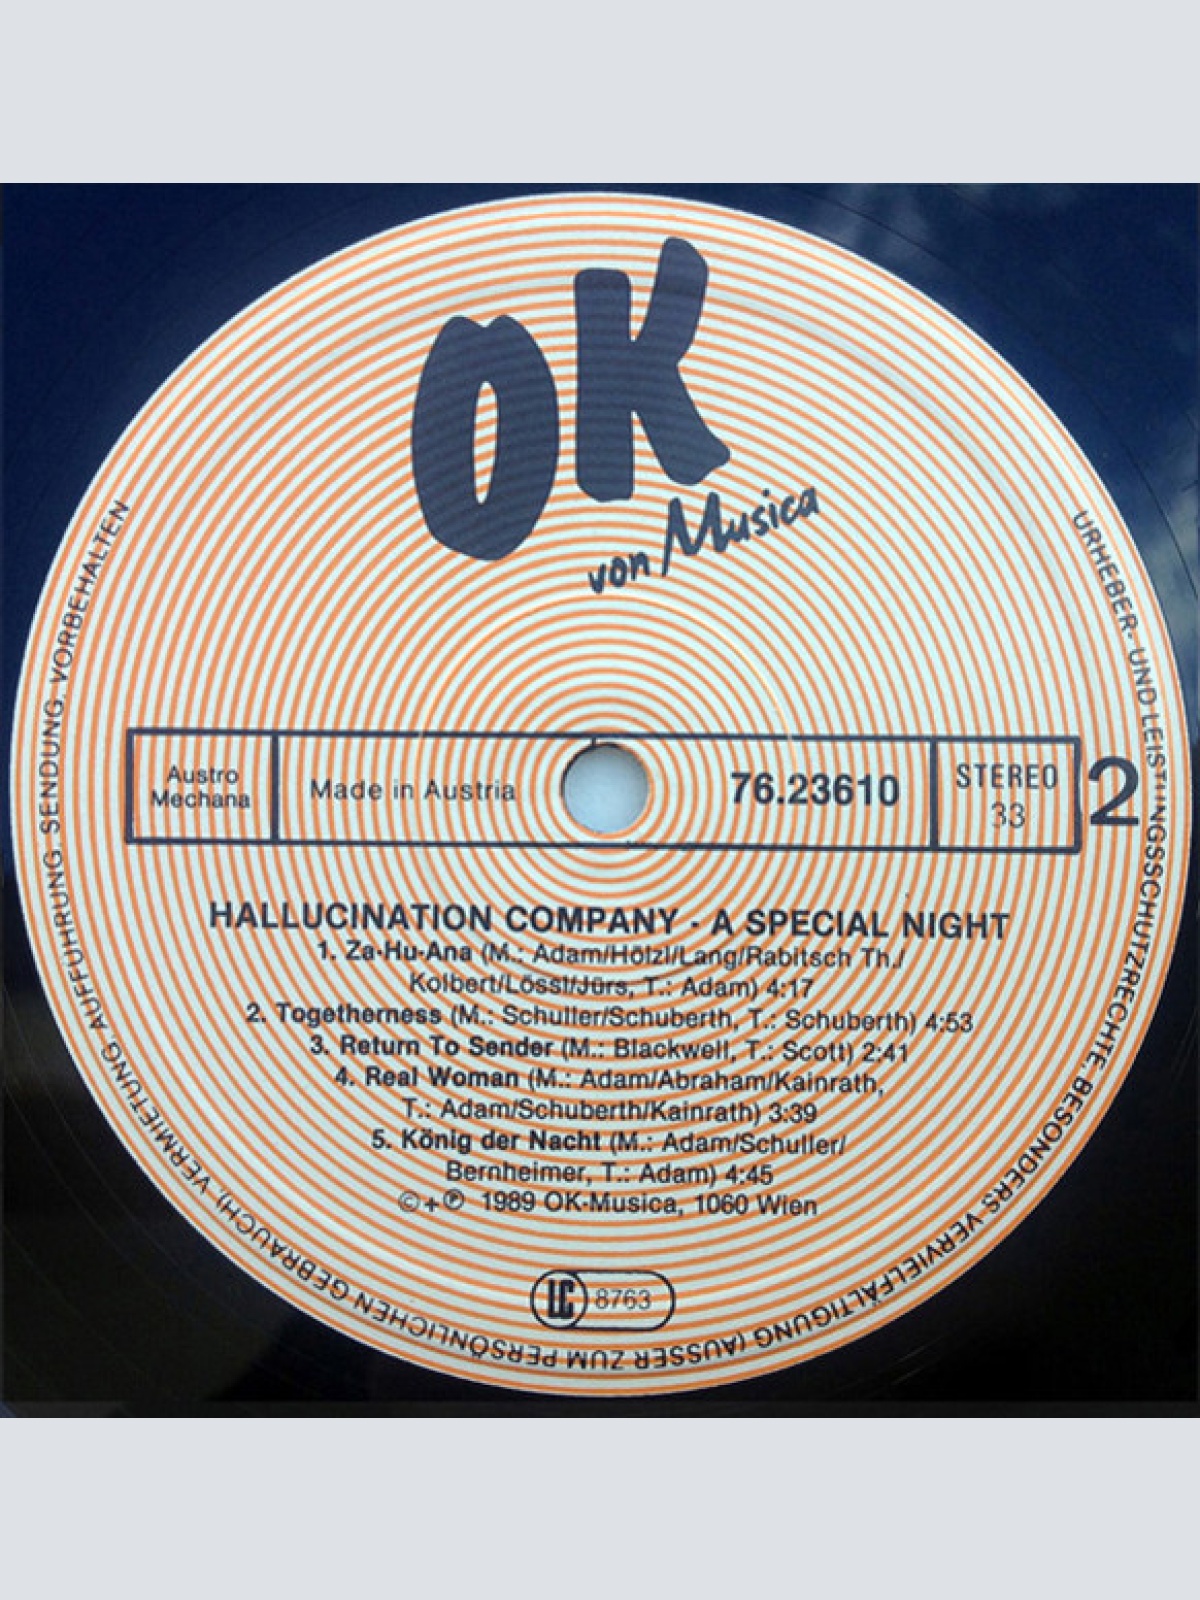 OK
von Musica
Austro
Mechana
Made in Austria
76.23610
STEREO
33
2
HALLUCINATION COMPANY - A SPECIAL NIGHT
1. Za-Hu-Ana (M.: Adam/Hölzl/Lang/Rabitsch Th./
Kolbert/Lössl/Jürs, T.: Adam) 4:17
2. Togetherness (M.: Schuller/Schuberth, T.: Schuberth) 4:53
3. Return To Sender (M.: Blackwell, T.: Scott) 2:41
4. Real Woman (M.: Adam/Abraham/Kainrath,
T.: Adam/Schuberth/Kainrath) 3:39
5. König der Nacht (M.: Adam/Schuller/
Bernheimer, T.: Adam) 4:45
©+℗ 1989 OK-Musica, 1060 Wien
LC 8763
URHEBER- UND LEISTUNGSSCHUTZRECHTE, BESONDERS VERVIELFÄLTIGUNG (AUSSER ZUM PERSÖNLICHEN GEBRAUCH), VERMIETUNG, AUFFÜHRUNG, SENDUNG, VORBEHALTEN